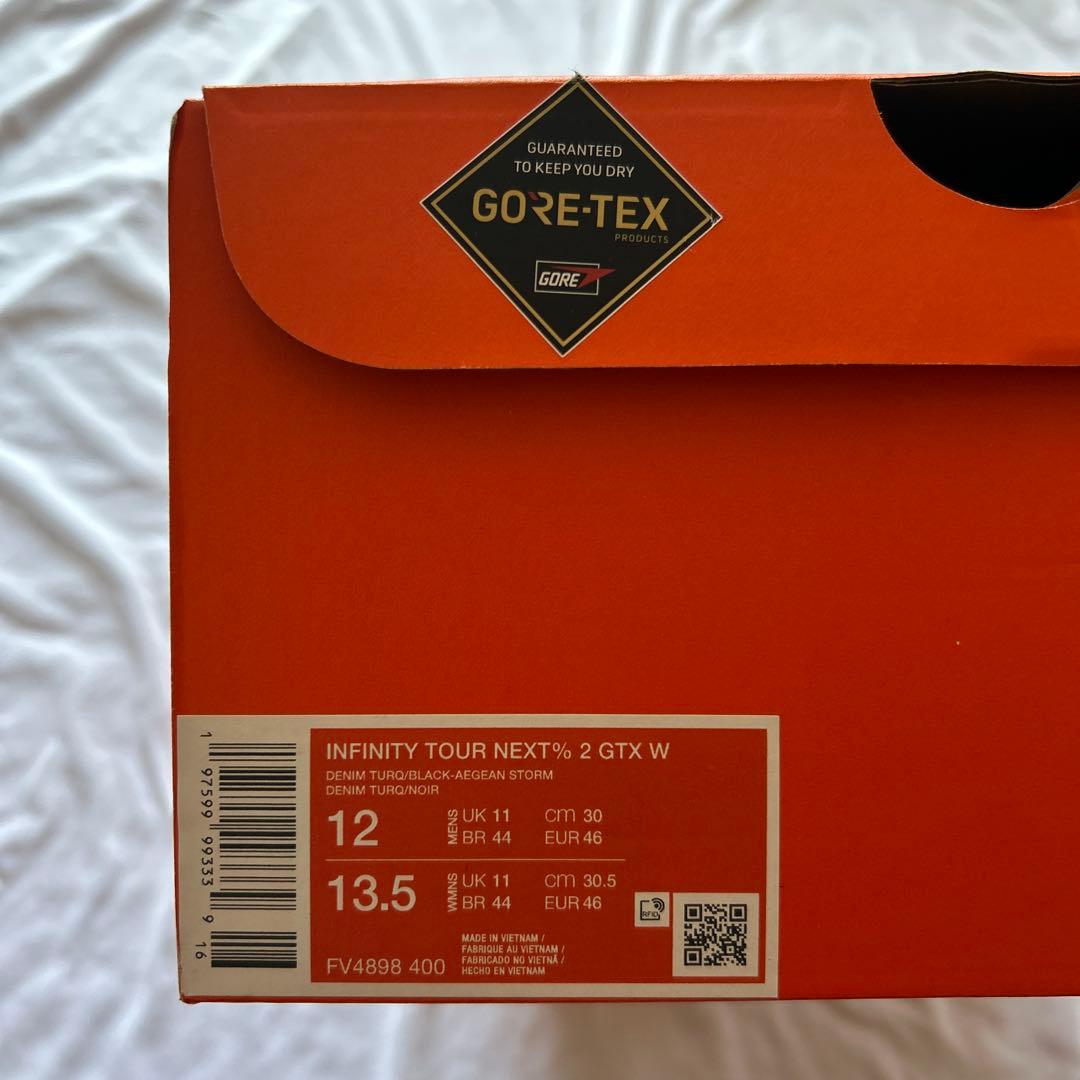 GUARANTEED
TO KEEP YOU DRY
GORE-TEX
PRODUCTS
GORE
INFINITY TOUR NEXT% 2 GTX W
DENIM TURQ/BLACK-AEGEAN STORM
DENIM TURQ/NOIR
12 MENS UK 11 cm 30
BR 44 EUR 46
13.5 WMNS UK 11 cm 30.5
BR 44 EUR 46
RFID
MADE IN VIETNAM /
FABRIQUE AU VIETNAM /
FABRICADO NO VIETNÃ /
HECHO EN VIETNAM
FV4898 400
1 97599 99333 9 16